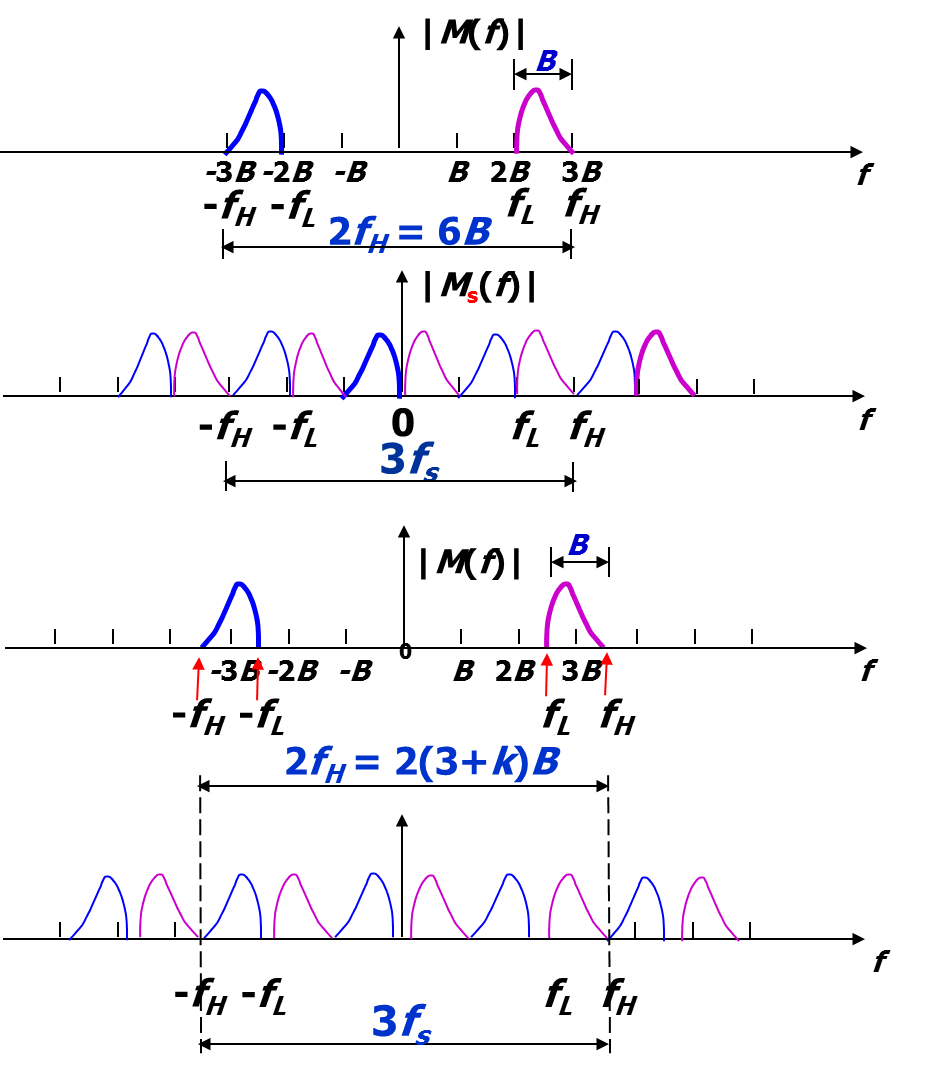 |M(f)|
B
-3B -2B -B B 2B 3B f
-fH -fL fL fH
2fH = 6B
|Ms(f)|
f
-fH -fL 0 fL fH
3fs
B
|M(f)|
0
-3B -2B -B B 2B 3B f
-fH -fL fL fH
2fH = 2(3+k)B
f
-fH -fL fL fH
3fs